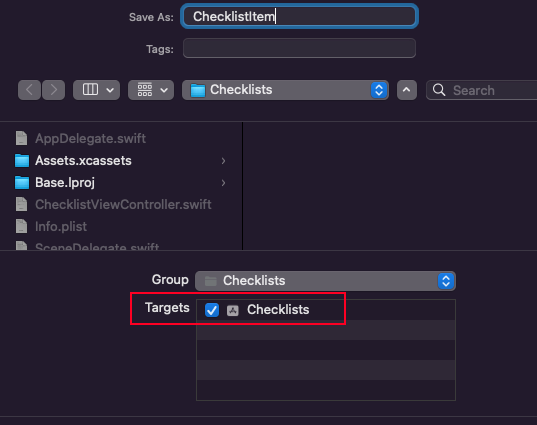 Save As: ChecklistItem
Tags:
Checklists
Search
AppDelegate.swift
Assets.xcassets
Base.lproj
ChecklistViewController.swift
Info.plist
SceneDelegate.swift
Group Checklists
Targets Checklists